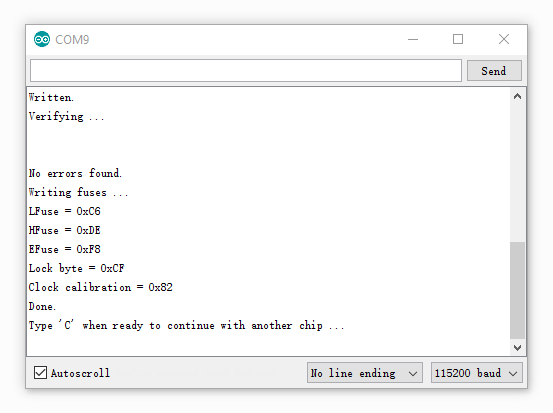 COM9
Send
Written.
Verifying ...
No errors found.
Writing fuses ...
LFuse = 0xC6
HFuse = 0xDE
EFuse = 0xF8
Lock byte = 0xCF
Clock calibration = 0x82
Done.
Type 'C' when ready to continue with another chip ...
Autoscroll
No line ending
115200 baud